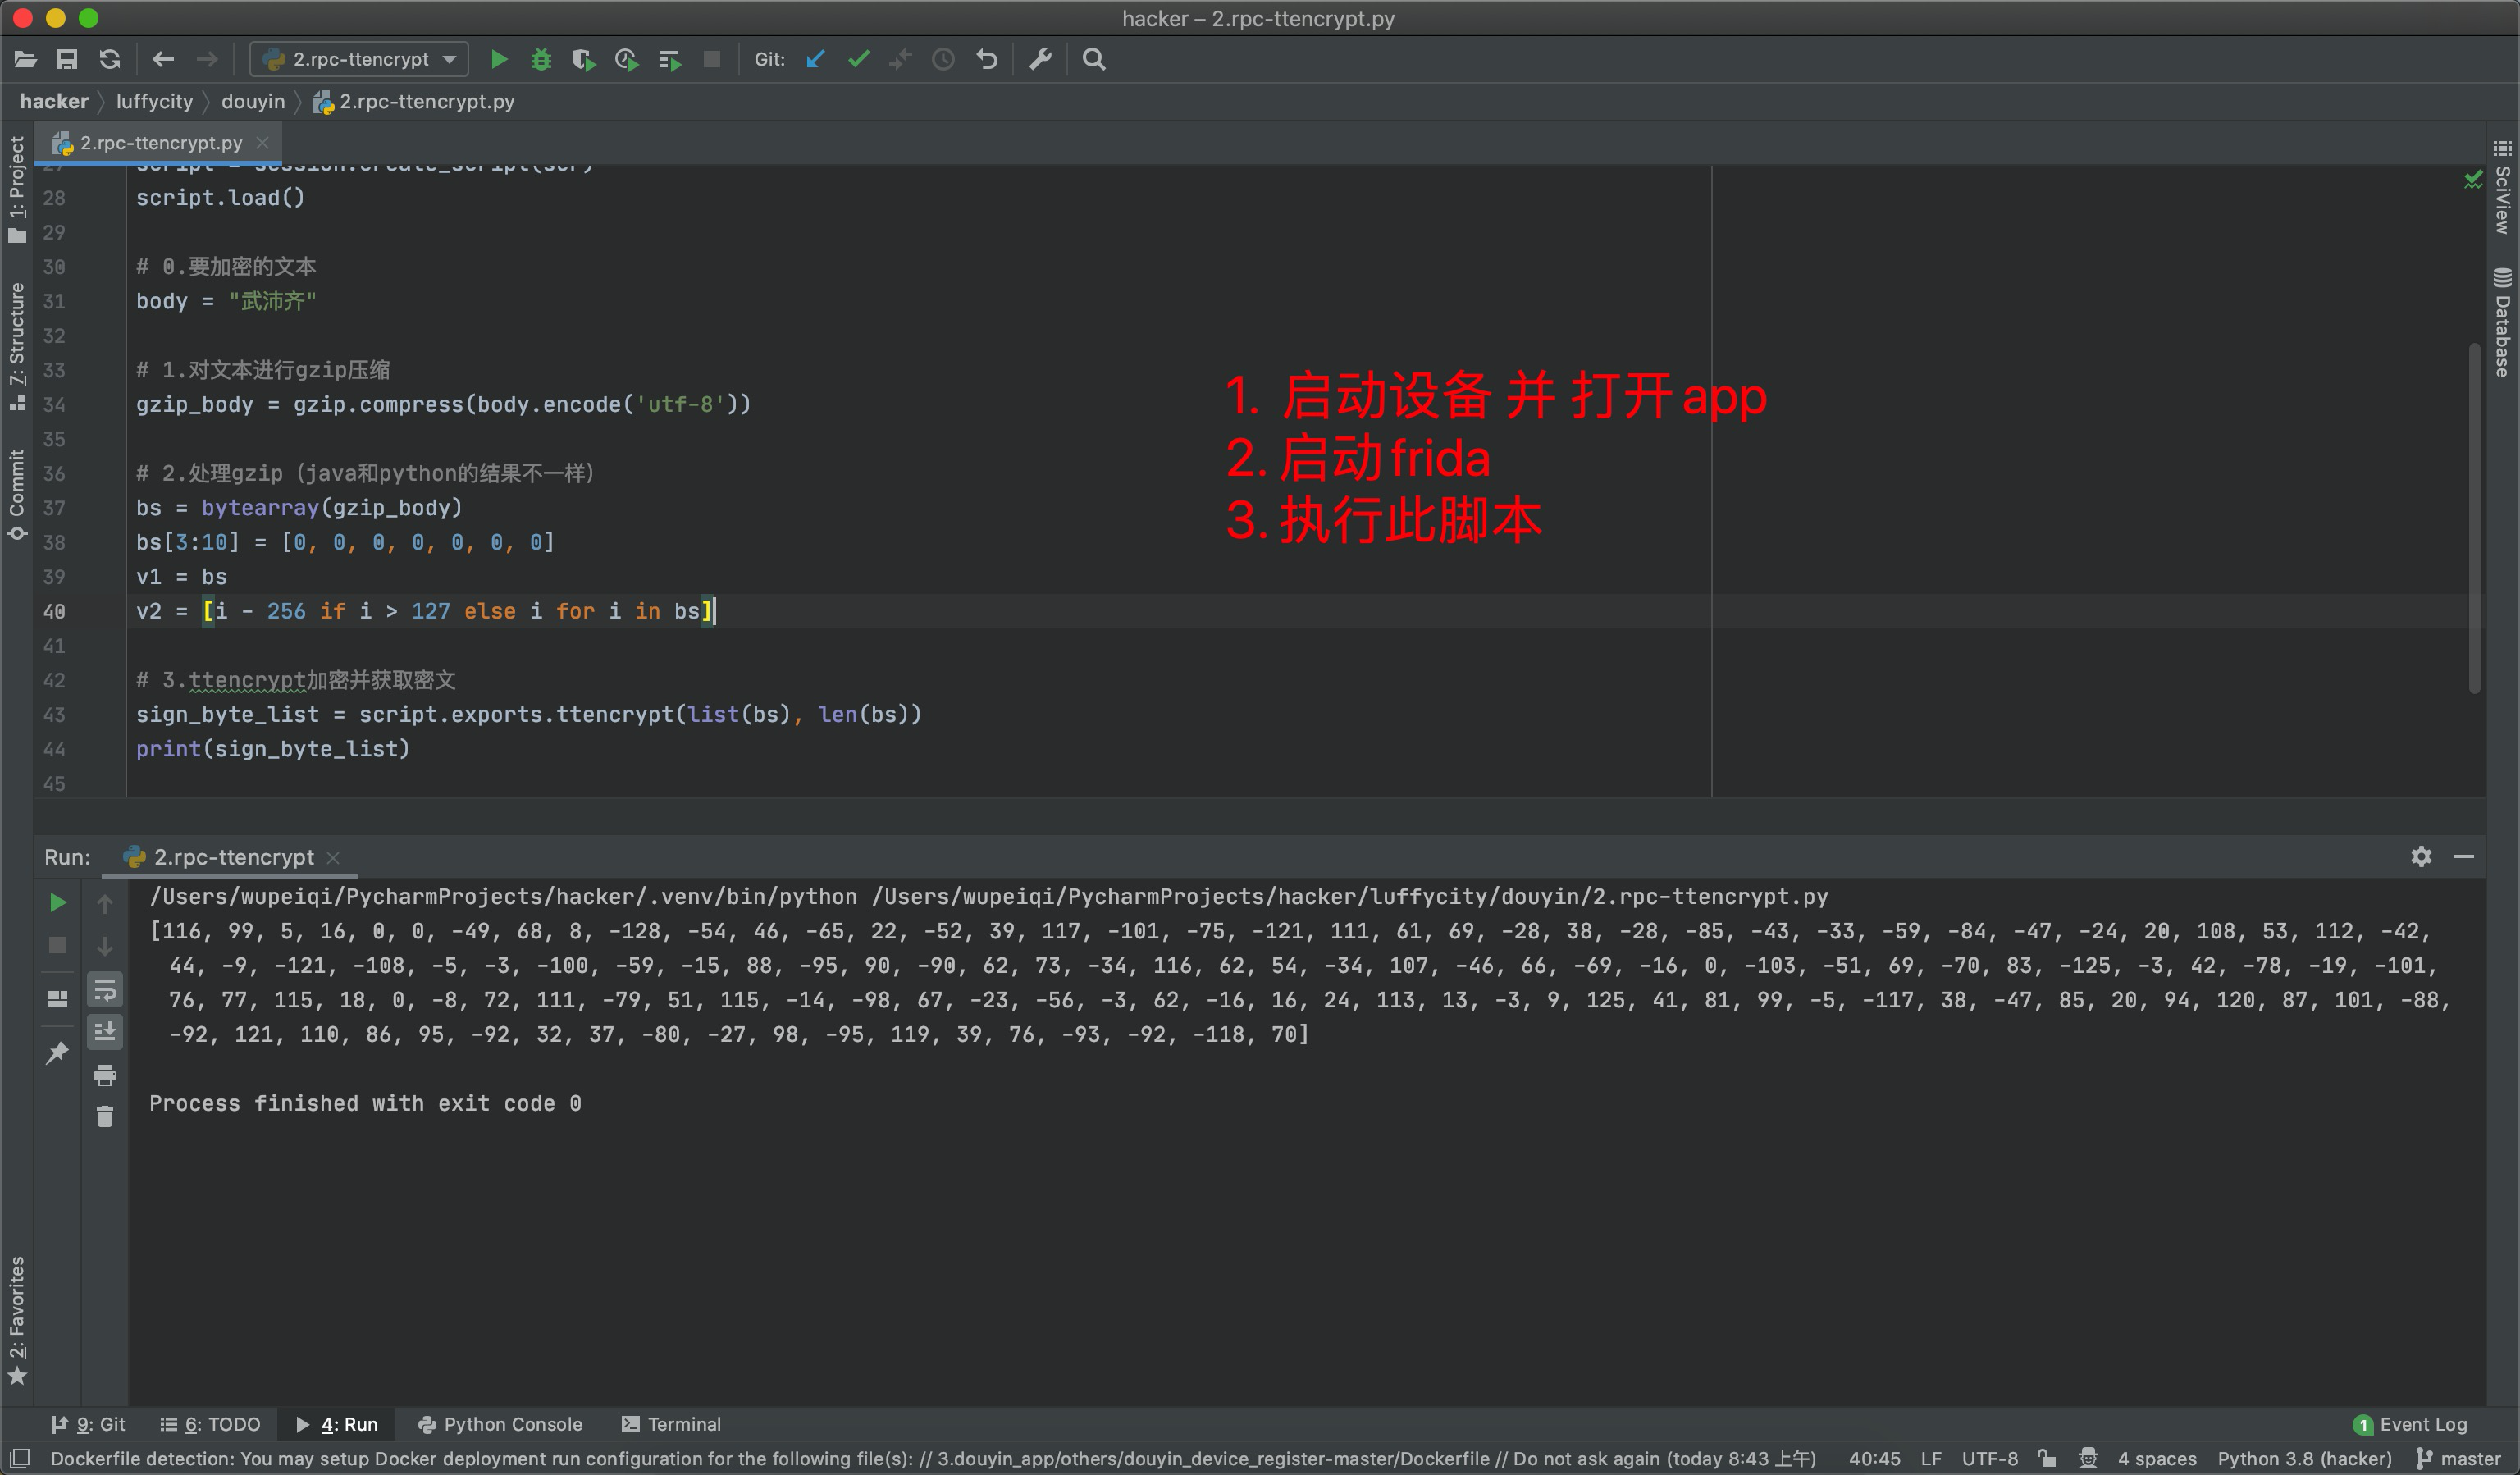 hacker – 2.rpc-ttencrypt.py
2.rpc-ttencrypt
Git:
hacker luffycity douyin 2.rpc-ttencrypt.py
2.rpc-ttencrypt.py
1: Project
7: Structure
Commit
2: Favorites
SciView
Database
27 script = session.create_script(scr)
28 script.load()
29
30 # 0.要加密的文本
31 body = "武沛齐"
32
33 # 1.对文本进行gzip压缩
34 gzip_body = gzip.compress(body.encode('utf-8'))
35
36 # 2.处理gzip（java和python的结果不一样）
37 bs = bytearray(gzip_body)
38 bs[3:10] = [0, 0, 0, 0, 0, 0, 0]
39 v1 = bs
40 v2 = [i - 256 if i > 127 else i for i in bs]
41
42 # 3.ttencrypt加密并获取密文
43 sign_byte_list = script.exports.ttencrypt(list(bs), len(bs))
44 print(sign_byte_list)
45
1. 启动设备 并 打开app
2. 启动frida
3. 执行此脚本
Run: 2.rpc-ttencrypt
/Users/wupeiqi/PycharmProjects/hacker/.venv/bin/python /Users/wupeiqi/PycharmProjects/hacker/luffycity/douyin/2.rpc-ttencrypt.py
[116, 99, 5, 16, 0, 0, -49, 68, 8, -128, -54, 46, -65, 22, -52, 39, 117, -101, -75, -121, 111, 61, 69, -28, 38, -28, -85, -43, -33, -59, -84, -47, -24, 20, 108, 53, 112, -42,
44, -9, -121, -108, -5, -3, -100, -59, -15, 88, -95, 90, -90, 62, 73, -34, 116, 62, 54, -34, 107, -46, 66, -69, -16, 0, -103, -51, 69, -70, 83, -125, -3, 42, -78, -19, -101,
76, 77, 115, 18, 0, -8, 72, 111, -79, 51, 115, -14, -98, 67, -23, -56, -3, 62, -16, 16, 24, 113, 13, -3, 9, 125, 41, 81, 99, -5, -117, 38, -47, 85, 20, 94, 120, 87, 101, -88,
-92, 121, 110, 86, 95, -92, 32, 37, -80, -27, 98, -95, 119, 39, 76, -93, -92, -118, 70]
Process finished with exit code 0
9: Git 6: TODO 4: Run Python Console Terminal 1 Event Log
Dockerfile detection: You may setup Docker deployment run configuration for the following file(s): // 3.douyin_app/others/douyin_device_register-master/Dockerfile // Do not ask again (today 8:43 上午) 40:45 LF UTF-8 4 spaces Python 3.8 (hacker) master